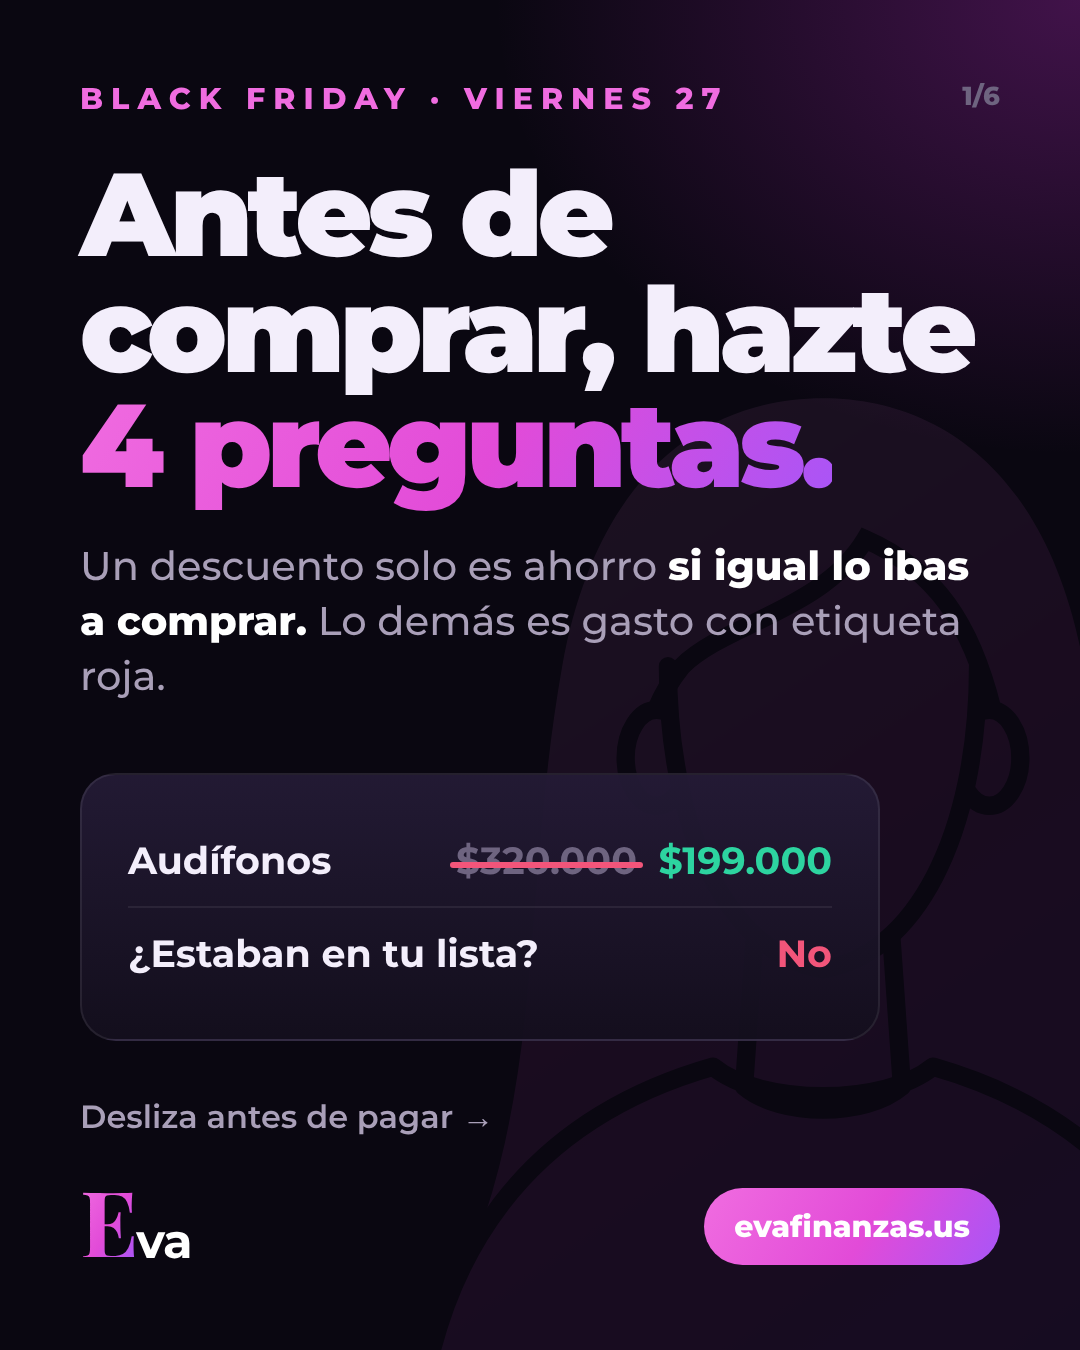 BLACK FRIDAY · VIERNES 27
1/6
Antes de
comprar, hazte
4 preguntas.
Un descuento solo es ahorro si igual lo ibas
a comprar. Lo demás es gasto con etiqueta
roja.
Audífonos $320.000 $199.000
¿Estaban en tu lista? No
Desliza antes de pagar →
Eva
evafinanzas.us